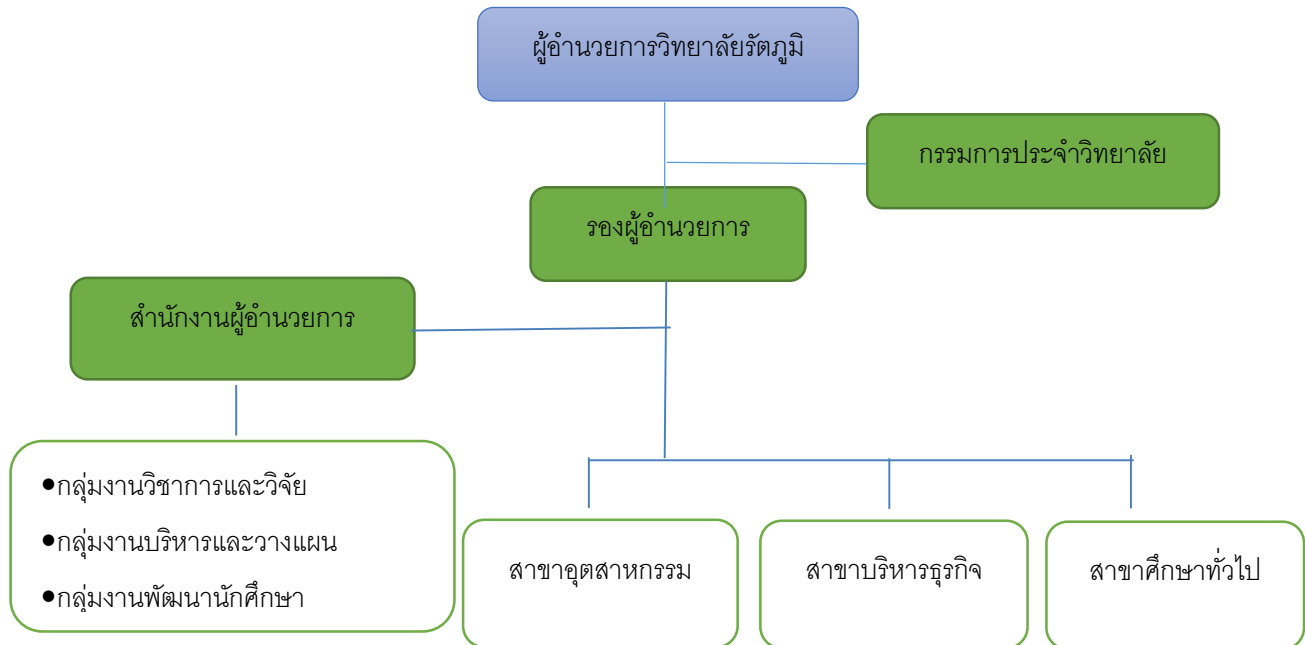 ผู้อำนวยการวิทยาลัยรัตภูมิ
กรรมการประจำวิทยาลัย
รองผู้อำนวยการ
สำนักงานผู้อำนวยการ
•กลุ่มงานวิชาการและวิจัย
•กลุ่มงานบริหารและวางแผน
•กลุ่มงานพัฒนานักศึกษา
สาขาอุตสาหกรรม
สาขาบริหารธุรกิจ
สาขาศึกษาทั่วไป